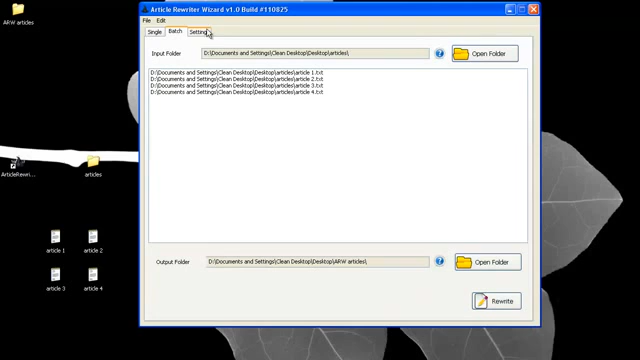 ARW articles
Article Rewriter Wizard v1.0 Build #110825
File Edit
Single Batch Setting
Input Folder D:\Documents and Settings\Clean Desktop\Desktop\articles\ Open Folder
D:\Documents and Settings\Clean Desktop\Desktop\articles\article 1.txt
D:\Documents and Settings\Clean Desktop\Desktop\articles\article 2.txt
D:\Documents and Settings\Clean Desktop\Desktop\articles\article 3.txt
D:\Documents and Settings\Clean Desktop\Desktop\articles\article 4.txt
ArticleRewri... articles
article 1 article 2
article 3 article 4
Output Folder D:\Documents and Settings\Clean Desktop\Desktop\ARW articles\ Open Folder
Rewrite